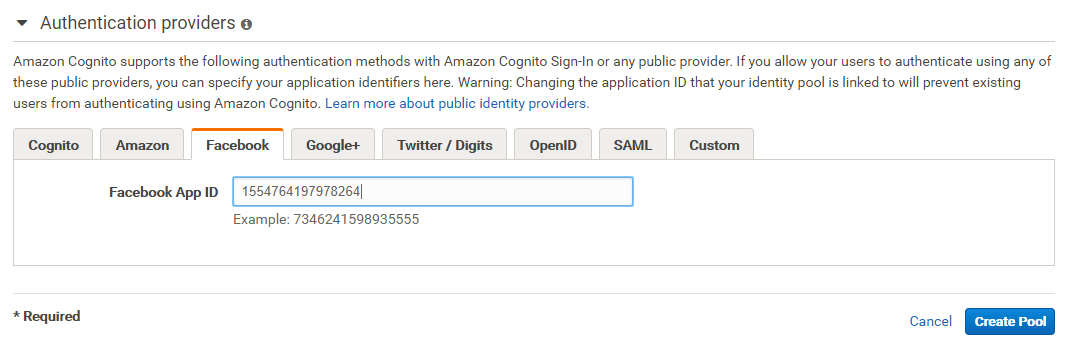 Authentication providers
Amazon Cognito supports the following authentication methods with Amazon Cognito Sign-In or any public provider. If you allow your users to authenticate using any of
these public providers, you can specify your application identifiers here. Warning: Changing the application ID that your identity pool is linked to will prevent existing
users from authenticating using Amazon Cognito. Learn more about public identity providers.
Cognito Amazon Facebook Google+ Twitter / Digits OpenID SAML Custom
Facebook App ID 1554764197978264
Example: 7346241598935555
* Required Cancel Create Pool